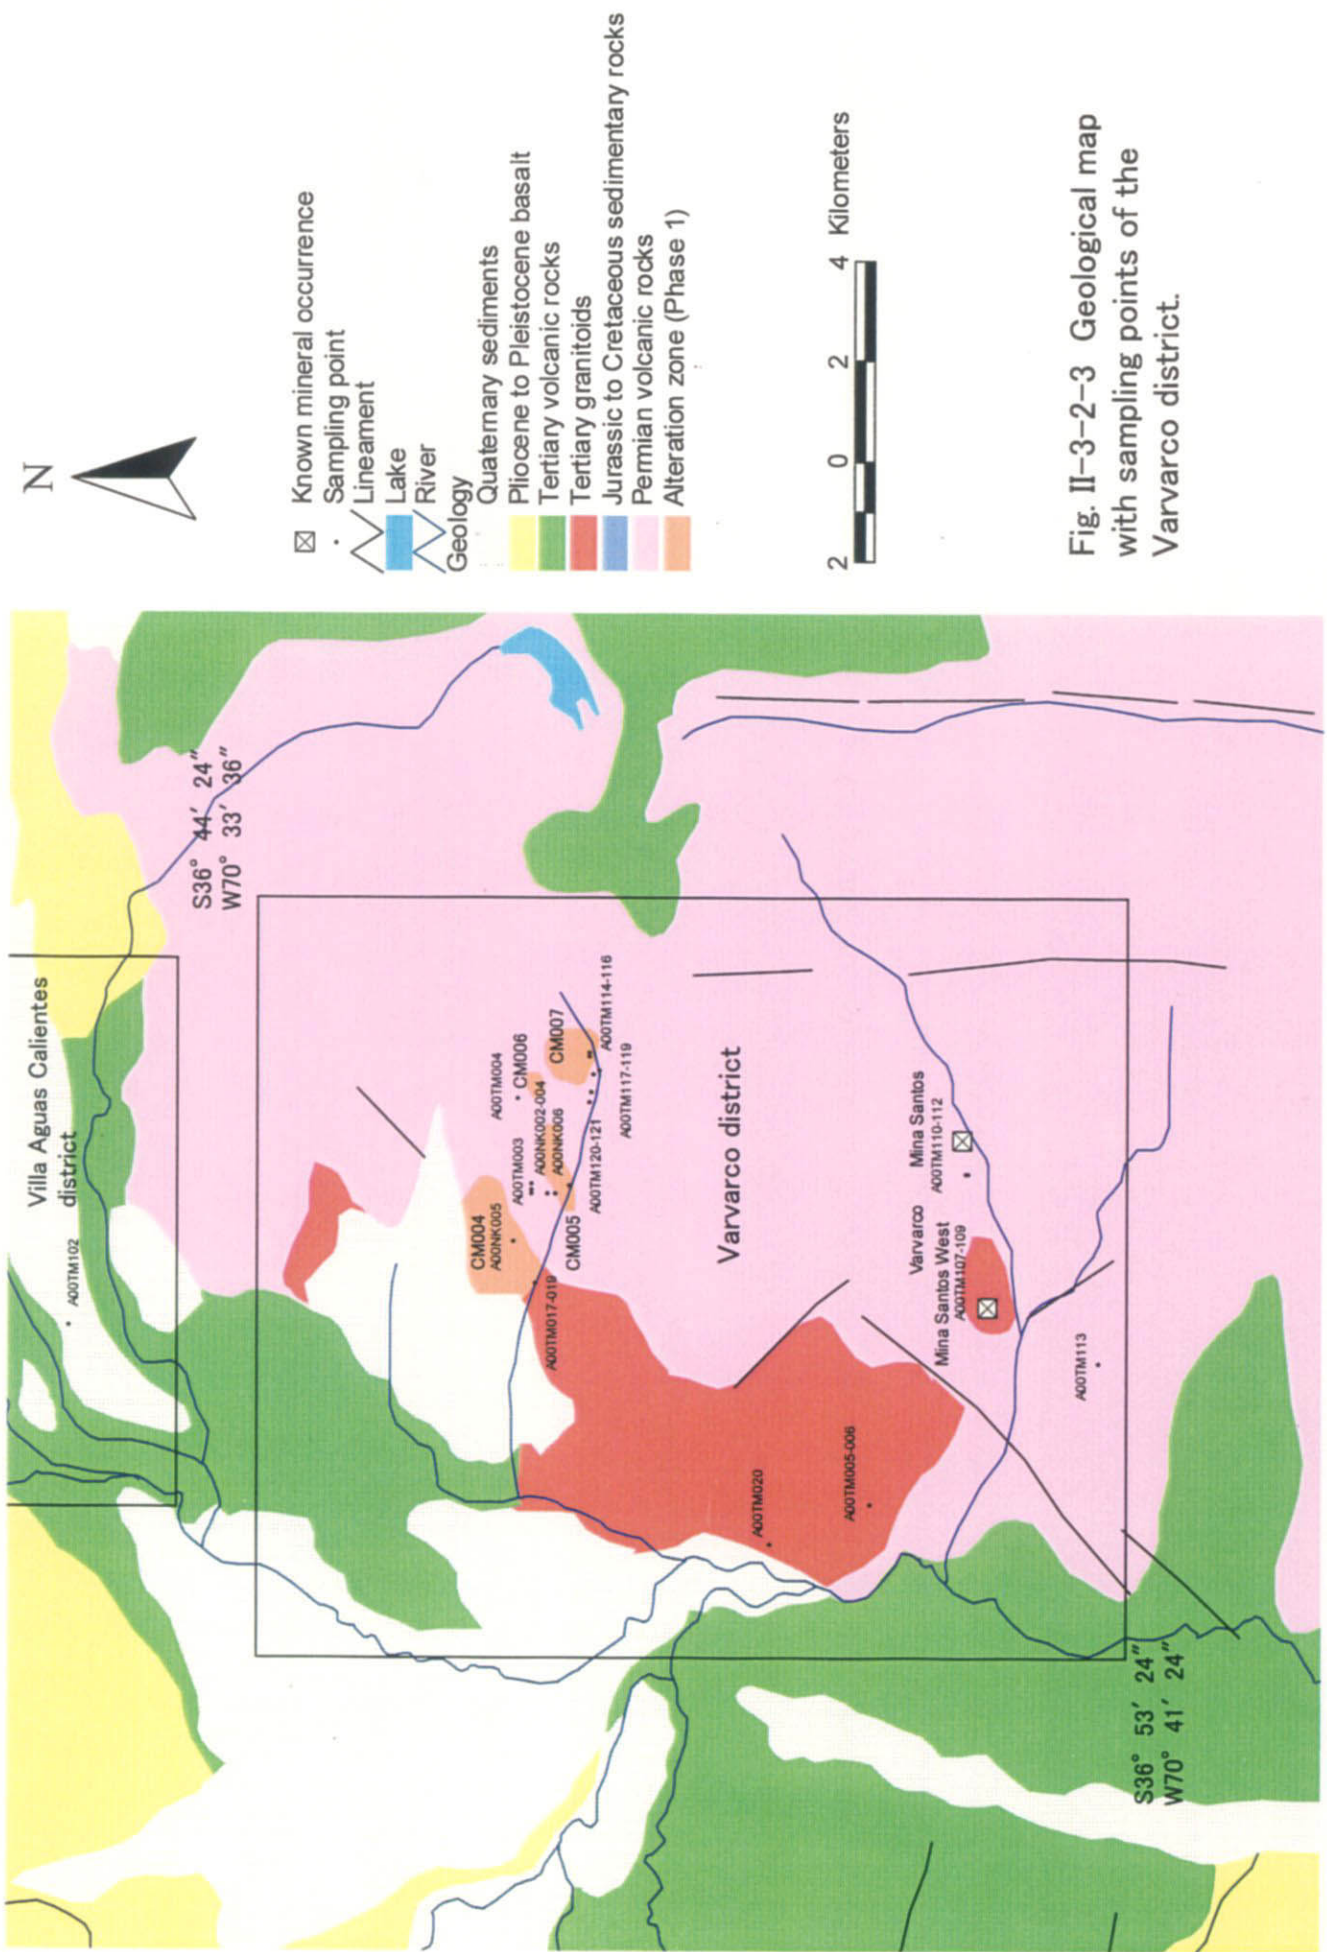 Villa Aguas Calientes
district
A00TM102
S36° 44′ 24″
W70° 33′ 36″
CM004
A00NK005
A00TM003
A00TM004
CM006
A00NK002-004
A00NK006
CM007
A00TM114-116
A00TM117-119
A00TM120-121
CM005
A00TM017-019
Varvarco district
A00TM020
A00TM005-006
Varvarco
Mina Santos
A00TM110-112
Mina Santos West
A00TM107-109
A00TM113
S36° 53′ 24″
W70° 41′ 24″
N
Known mineral occurrence
Sampling point
Lineament
Lake
River
Geology
Quaternary sediments
Pliocene to Pleistocene basalt
Tertiary volcanic rocks
Tertiary granitoids
Jurassic to Cretaceous sedimentary rocks
Permian volcanic rocks
Alteration zone (Phase 1)
2 0 2 4 Kilometers
Fig. II-3-2-3 Geological map
with sampling points of the
Varvarco district.